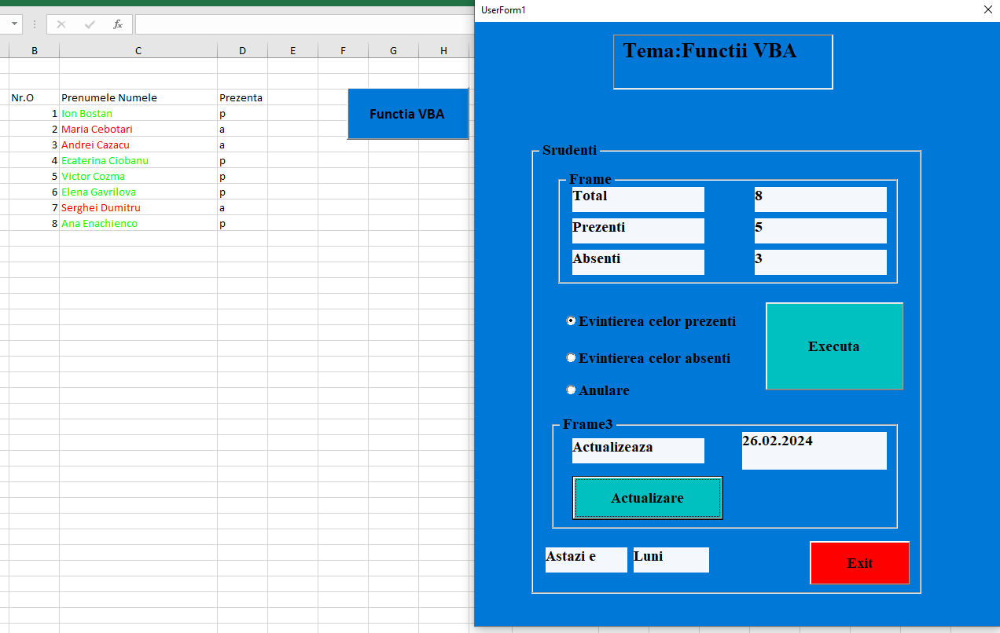 UserForm1
fx
B C D E F G H
Tema:Functii VBA
Nr.O Prenumele Numele Prezenta
1 Ion Bostan p
2 Maria Cebotari a
3 Andrei Cazacu a
4 Ecaterina Ciobanu p
5 Victor Cozma p
6 Elena Gavrilova p
7 Serghei Dumitru a
8 Ana Enachienco p
Functia VBA
Srudenti
Frame
Total 8
Prezenti 5
Absenti 3
Evintierea celor prezenti
Evintierea celor absenti
Anulare
Executa
Frame3
Actualizeaza 26.02.2024
Actualizare
Astazi e Luni
Exit